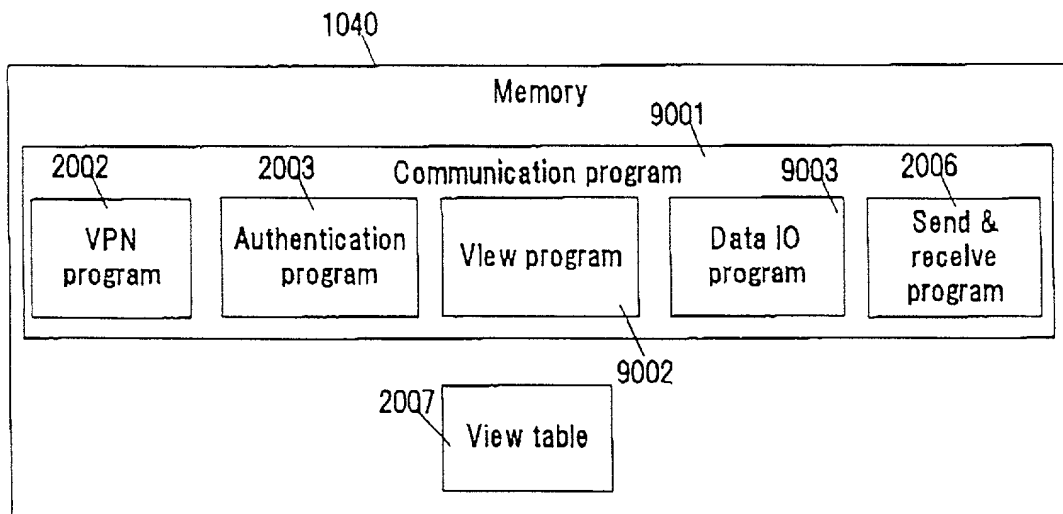 1040
Memory
9001
2002
2003
Communication program
9003
2006
VPN
program
Authentication
program
View program
Data IO
program
Send &
receive
program
9002
2007
View table